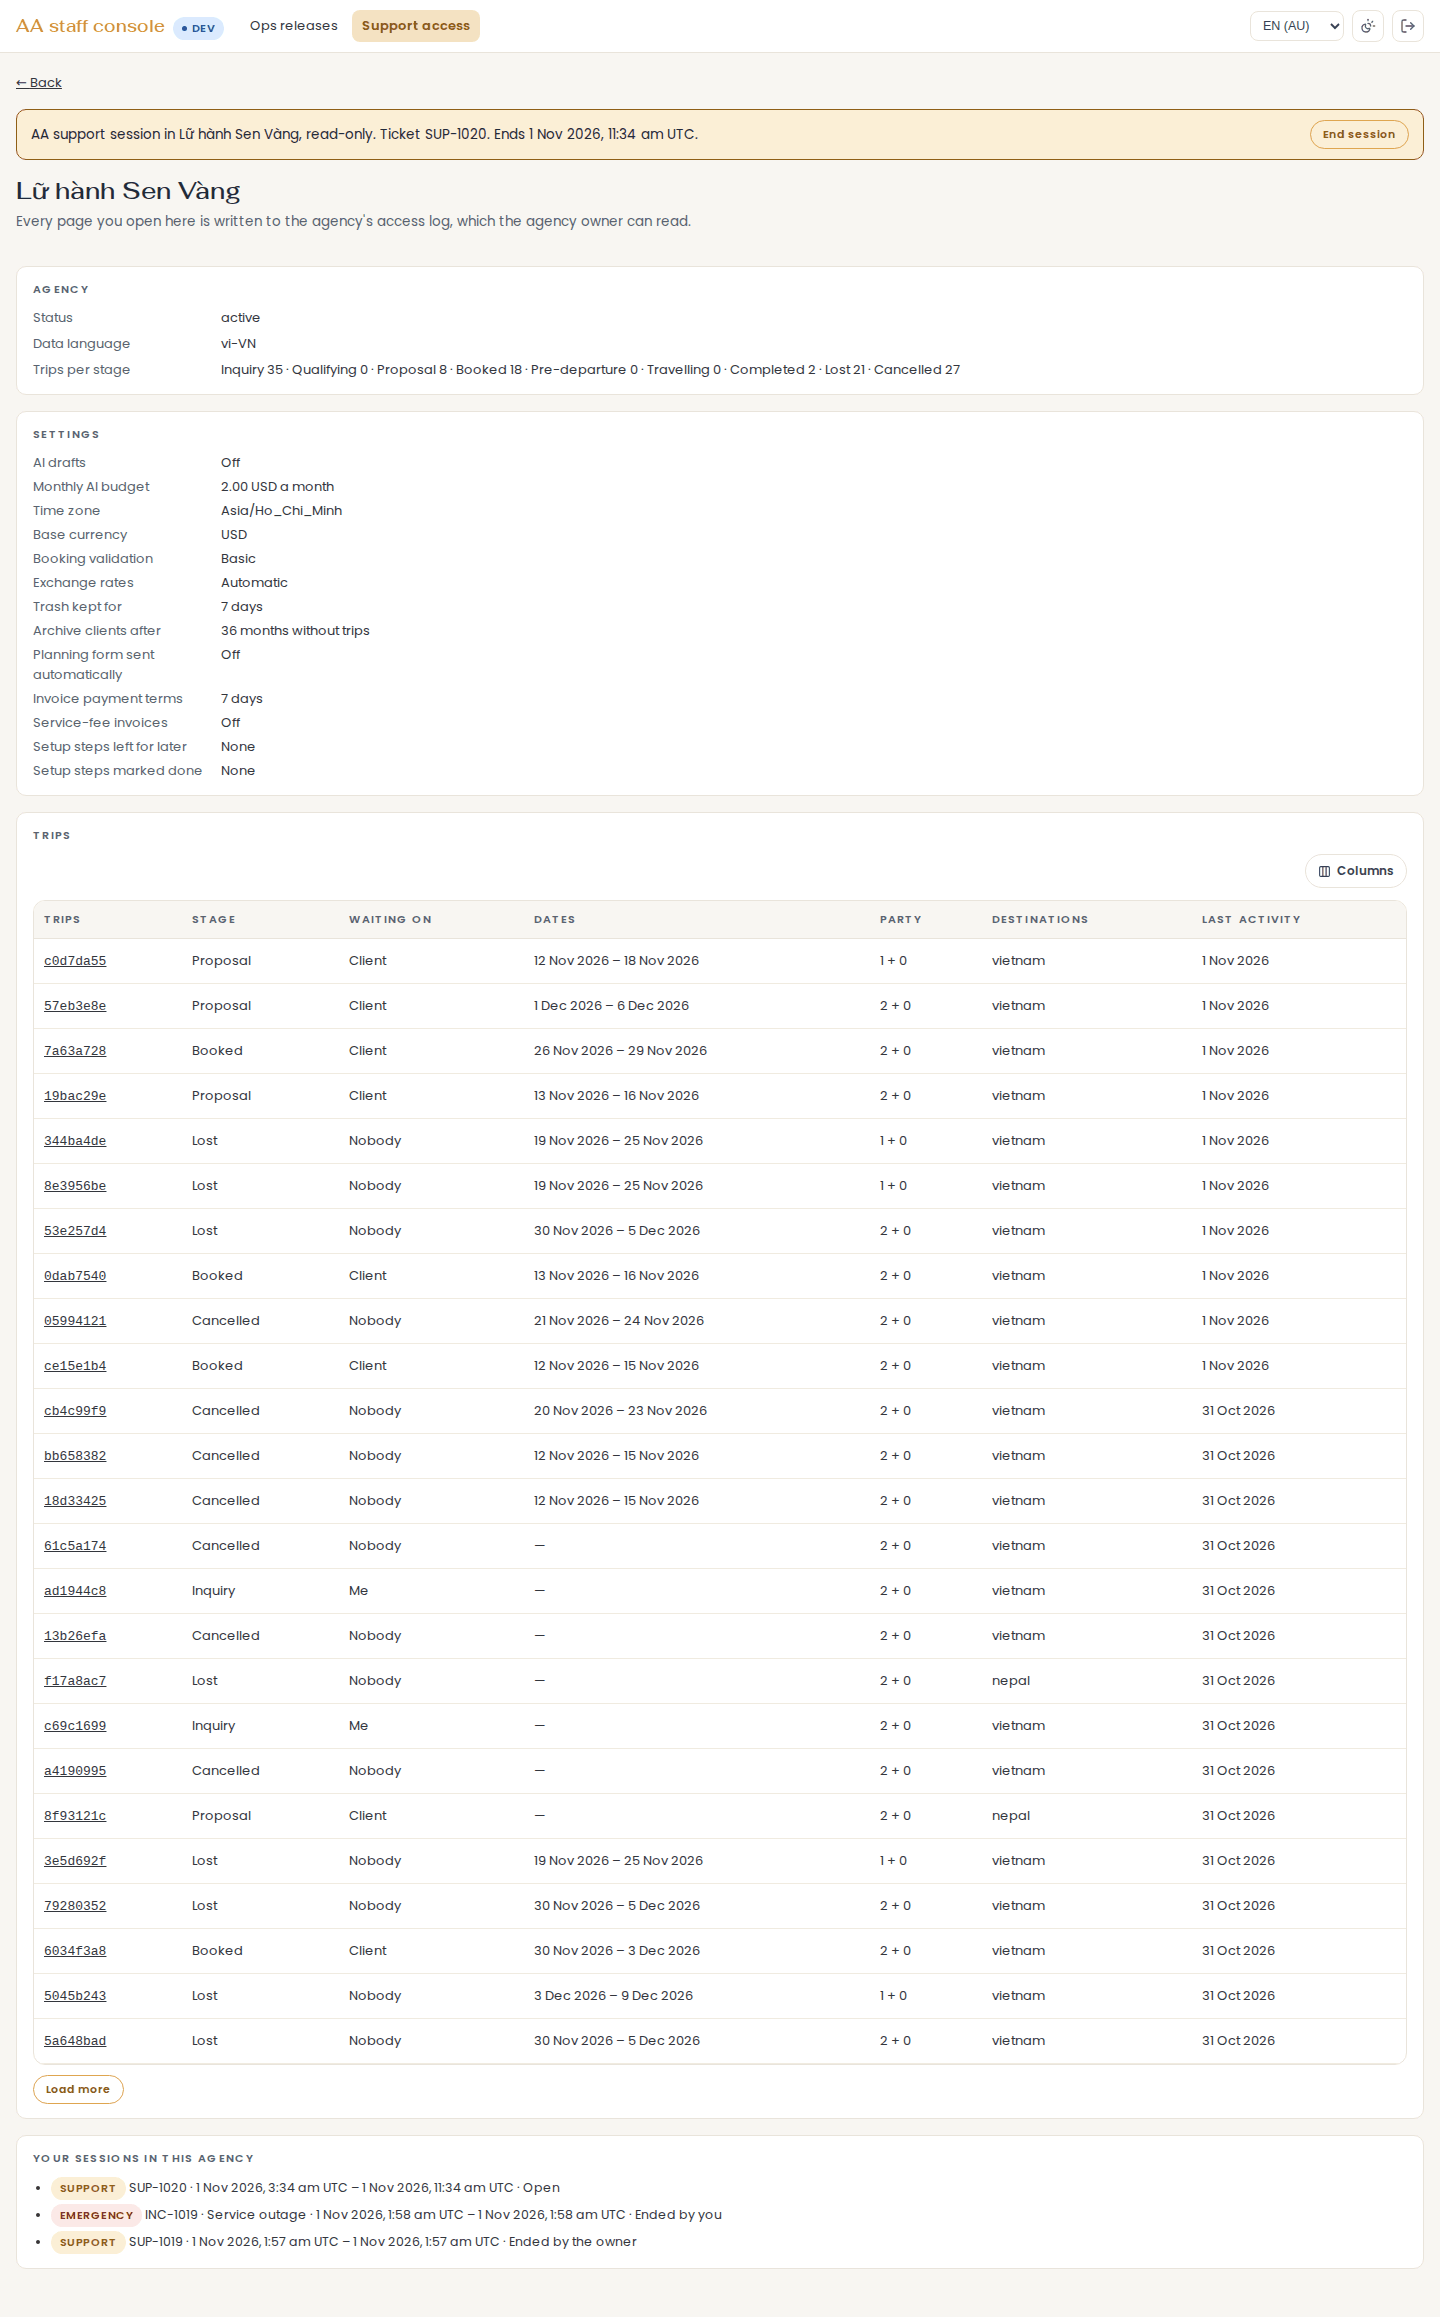 AA staff console DEV Ops releases Support access EN (AU)
← Back
AA support session in Lữ hành Sen Vàng, read-only. Ticket SUP-1020. Ends 1 Nov 2026, 11:34 am UTC. End session
Lữ hành Sen Vàng
Every page you open here is written to the agency's access log, which the agency owner can read.
AGENCY
Status active
Data language vi-VN
Trips per stage Inquiry 35 · Qualifying 0 · Proposal 8 · Booked 18 · Pre-departure 0 · Travelling 0 · Completed 2 · Lost 21 · Cancelled 27
SETTINGS
AI drafts Off
Monthly AI budget 2.00 USD a month
Time zone Asia/Ho_Chi_Minh
Base currency USD
Booking validation Basic
Exchange rates Automatic
Trash kept for 7 days
Archive clients after 36 months without trips
Planning form sent automatically Off
Invoice payment terms 7 days
Service-fee invoices Off
Setup steps left for later None
Setup steps marked done None
TRIPS
Columns
TRIPS STAGE WAITING ON DATES PARTY DESTINATIONS LAST ACTIVITY
c0d7da55 Proposal Client 12 Nov 2026 – 18 Nov 2026 1 + 0 vietnam 1 Nov 2026
57eb3e8e Proposal Client 1 Dec 2026 – 6 Dec 2026 2 + 0 vietnam 1 Nov 2026
7a63a728 Booked Client 26 Nov 2026 – 29 Nov 2026 2 + 0 vietnam 1 Nov 2026
19bac29e Proposal Client 13 Nov 2026 – 16 Nov 2026 2 + 0 vietnam 1 Nov 2026
344ba4de Lost Nobody 19 Nov 2026 – 25 Nov 2026 1 + 0 vietnam 1 Nov 2026
8e3956be Lost Nobody 19 Nov 2026 – 25 Nov 2026 1 + 0 vietnam 1 Nov 2026
53e257d4 Lost Nobody 30 Nov 2026 – 5 Dec 2026 2 + 0 vietnam 1 Nov 2026
0dab7540 Booked Client 13 Nov 2026 – 16 Nov 2026 2 + 0 vietnam 1 Nov 2026
05994121 Cancelled Nobody 21 Nov 2026 – 24 Nov 2026 2 + 0 vietnam 1 Nov 2026
ce15e1b4 Booked Client 12 Nov 2026 – 15 Nov 2026 2 + 0 vietnam 1 Nov 2026
cb4c99f9 Cancelled Nobody 20 Nov 2026 – 23 Nov 2026 2 + 0 vietnam 31 Oct 2026
bb658382 Cancelled Nobody 12 Nov 2026 – 15 Nov 2026 2 + 0 vietnam 31 Oct 2026
18d33425 Cancelled Nobody 12 Nov 2026 – 15 Nov 2026 2 + 0 vietnam 31 Oct 2026
61c5a174 Cancelled Nobody — 2 + 0 vietnam 31 Oct 2026
ad1944c8 Inquiry Me — 2 + 0 vietnam 31 Oct 2026
13b26efa Cancelled Nobody — 2 + 0 vietnam 31 Oct 2026
f17a8ac7 Lost Nobody — 2 + 0 nepal 31 Oct 2026
c69c1699 Inquiry Me — 2 + 0 vietnam 31 Oct 2026
a4190995 Cancelled Nobody — 2 + 0 vietnam 31 Oct 2026
8f93121c Proposal Client — 2 + 0 nepal 31 Oct 2026
3e5d692f Lost Nobody 19 Nov 2026 – 25 Nov 2026 1 + 0 vietnam 31 Oct 2026
79280352 Lost Nobody 30 Nov 2026 – 5 Dec 2026 2 + 0 vietnam 31 Oct 2026
6034f3a8 Booked Client 30 Nov 2026 – 3 Dec 2026 2 + 0 vietnam 31 Oct 2026
5045b243 Lost Nobody 3 Dec 2026 – 9 Dec 2026 1 + 0 vietnam 31 Oct 2026
5a648bad Lost Nobody 30 Nov 2026 – 5 Dec 2026 2 + 0 vietnam 31 Oct 2026
Load more
YOUR SESSIONS IN THIS AGENCY
• SUPPORT SUP-1020 · 1 Nov 2026, 3:34 am UTC – 1 Nov 2026, 11:34 am UTC · Open
• EMERGENCY INC-1019 · Service outage · 1 Nov 2026, 1:58 am UTC – 1 Nov 2026, 1:58 am UTC · Ended by you
• SUPPORT SUP-1019 · 1 Nov 2026, 1:57 am UTC – 1 Nov 2026, 1:57 am UTC · Ended by the owner